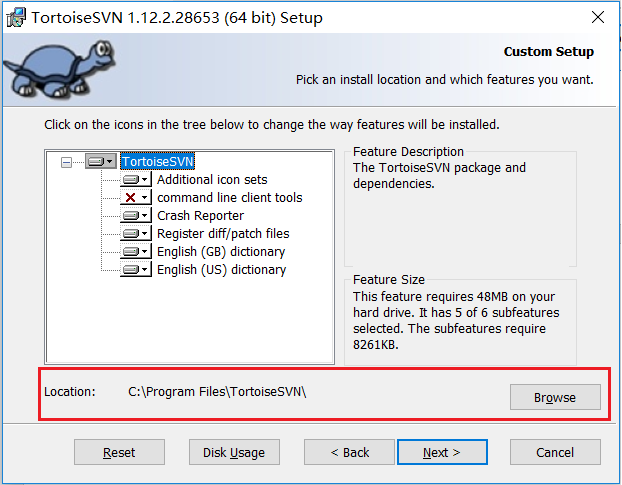 TortoiseSVN 1.12.2.28653 (64 bit) Setup
Custom Setup
Pick an install location and which features you want.
Click on the icons in the tree below to change the way features will be installed.
TortoiseSVN
Additional icon sets
command line client tools
Crash Reporter
Register diff/patch files
English (GB) dictionary
English (US) dictionary
Feature Description
The TortoiseSVN package and
dependencies.
Feature Size
This feature requires 48MB on your
hard drive. It has 5 of 6 subfeatures
selected. The subfeatures require
8261KB.
Location: C:\Program Files\TortoiseSVN\
Browse
Reset Disk Usage < Back Next > Cancel